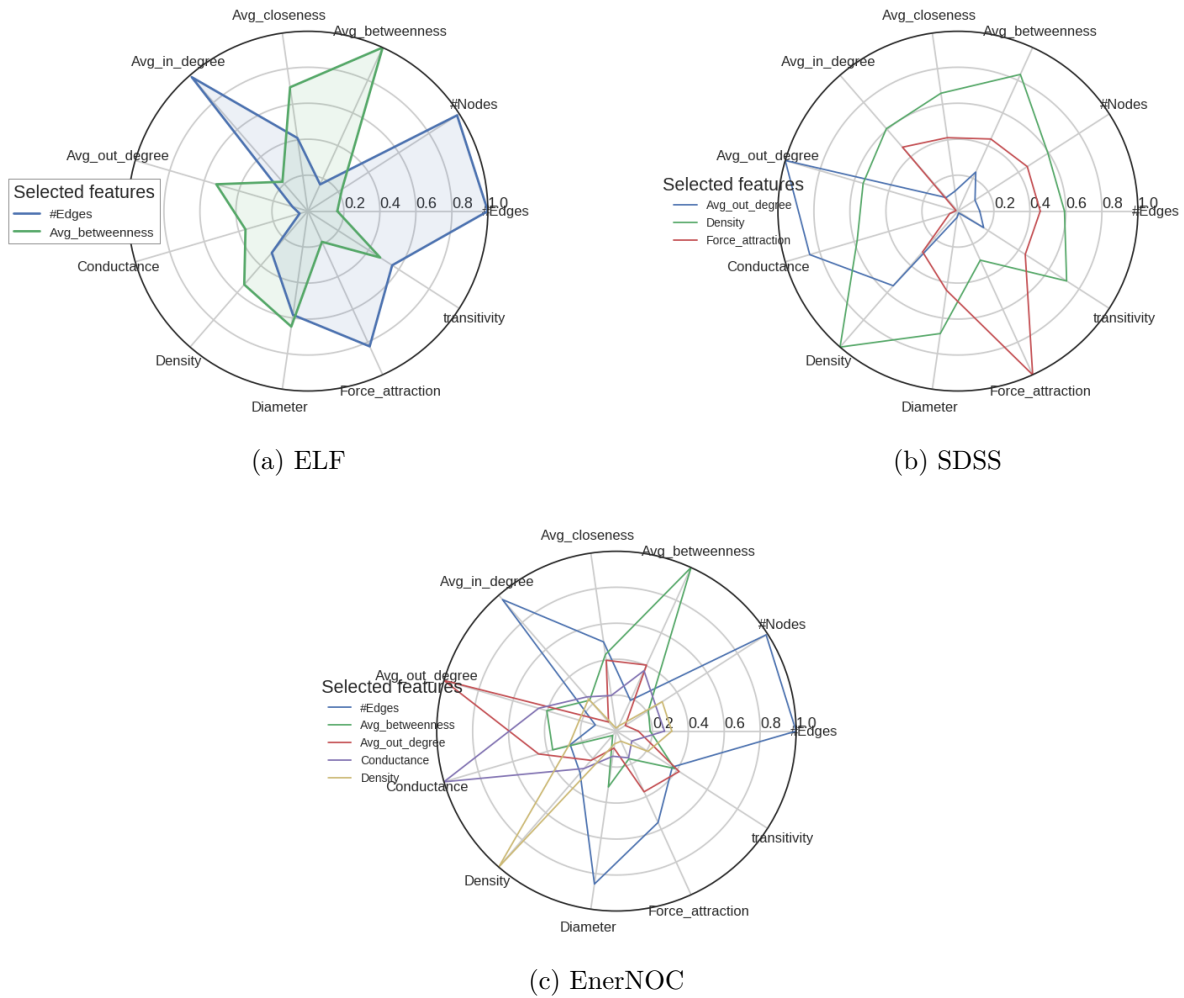 Avg_closeness
Avg_betweenness
Avg_in_degree
#Nodes
Avg_out_degree
Selected features
#Edges
Avg_betweenness
0.2 0.4 0.6 0.8 1.0
#Edges
Conductance
transitivity
Density
Force_attraction
Diameter
(a) ELF
Avg_closeness
Avg_betweenness
Avg_in_degree
#Nodes
Avg_out_degree
Selected features
Avg_out_degree
Density
Force_attraction
0.2 0.4 0.6 0.8 1.0
#Edges
Conductance
transitivity
Density
Force_attraction
Diameter
(b) SDSS
Avg_closeness
Avg_betweenness
Avg_in_degree
#Nodes
Avg_out_degree
Selected features
#Edges
Avg_betweenness
Avg_out_degree
Conductance
Density
0.2 0.4 0.6 0.8 1.0
#Edges
Conductance
transitivity
Density
Force_attraction
Diameter
(c) EnerNOC